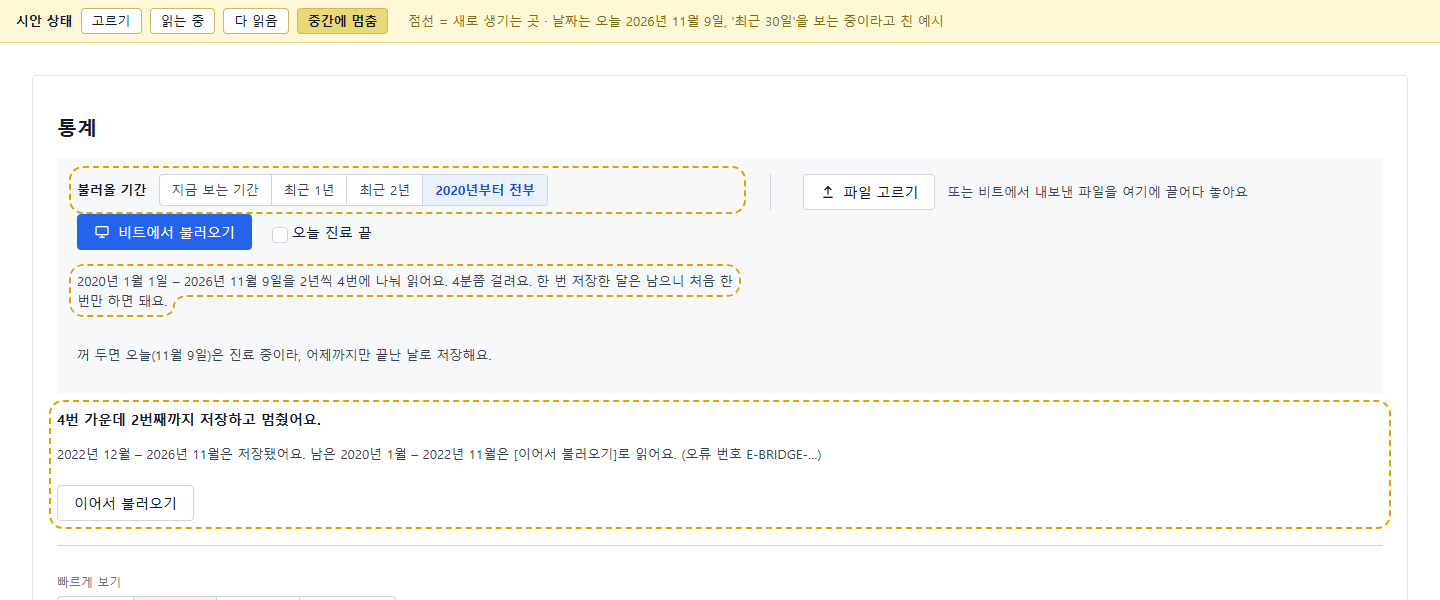 시안 상태 고르기 읽는 중 다 읽음 중간에 멈춤 점선 = 새로 생기는 곳 · 날짜는 오늘 2026년 11월 9일, '최근 30일'을 보는 중이라고 친 예시
통계
불러올 기간 지금 보는 기간 최근 1년 최근 2년 2020년부터 전부
파일 고르기 또는 비트에서 내보낸 파일을 여기에 끌어다 놓아요
비트에서 불러오기 오늘 진료 끝
2020년 1월 1일 – 2026년 11월 9일을 2년씩 4번에 나눠 읽어요. 4분쯤 걸려요. 한 번 저장한 달은 남으니 처음 한
번만 하면 돼요.
꺼 두면 오늘(11월 9일)은 진료 중이라, 어제까지만 끝난 날로 저장해요.
4번 가운데 2번째까지 저장하고 멈췄어요.
2022년 12월 – 2026년 11월은 저장됐어요. 남은 2020년 1월 – 2022년 11월은 [이어서 불러오기]로 읽어요. (오류 번호 E-BRIDGE-…)
이어서 불러오기
빠르게 보기